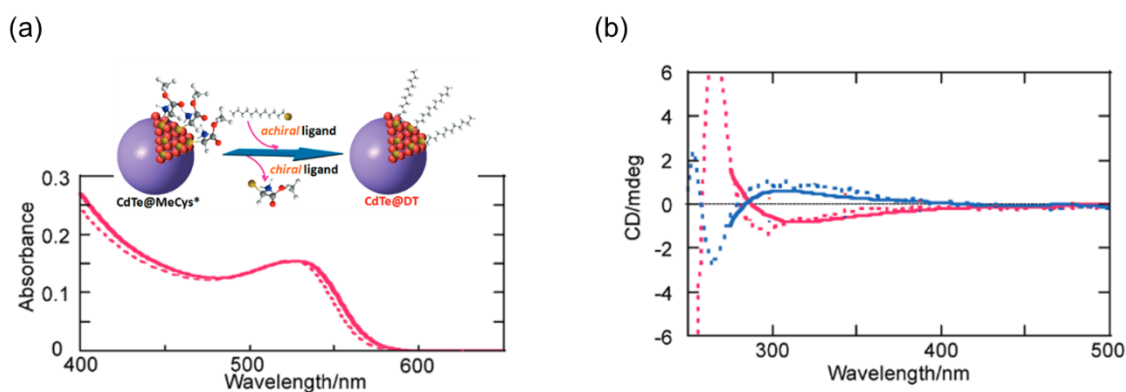 (a)
(b)
achiral ligand
chiral ligand
CdTe@MeCys*
CdTe@DT
0.3
0.2
0.1
0
Absorbance
400
500
600
Wavelength/nm
6
4
2
0
-2
-4
-6
CD/mdeg
300
400
500
Wavelength/nm